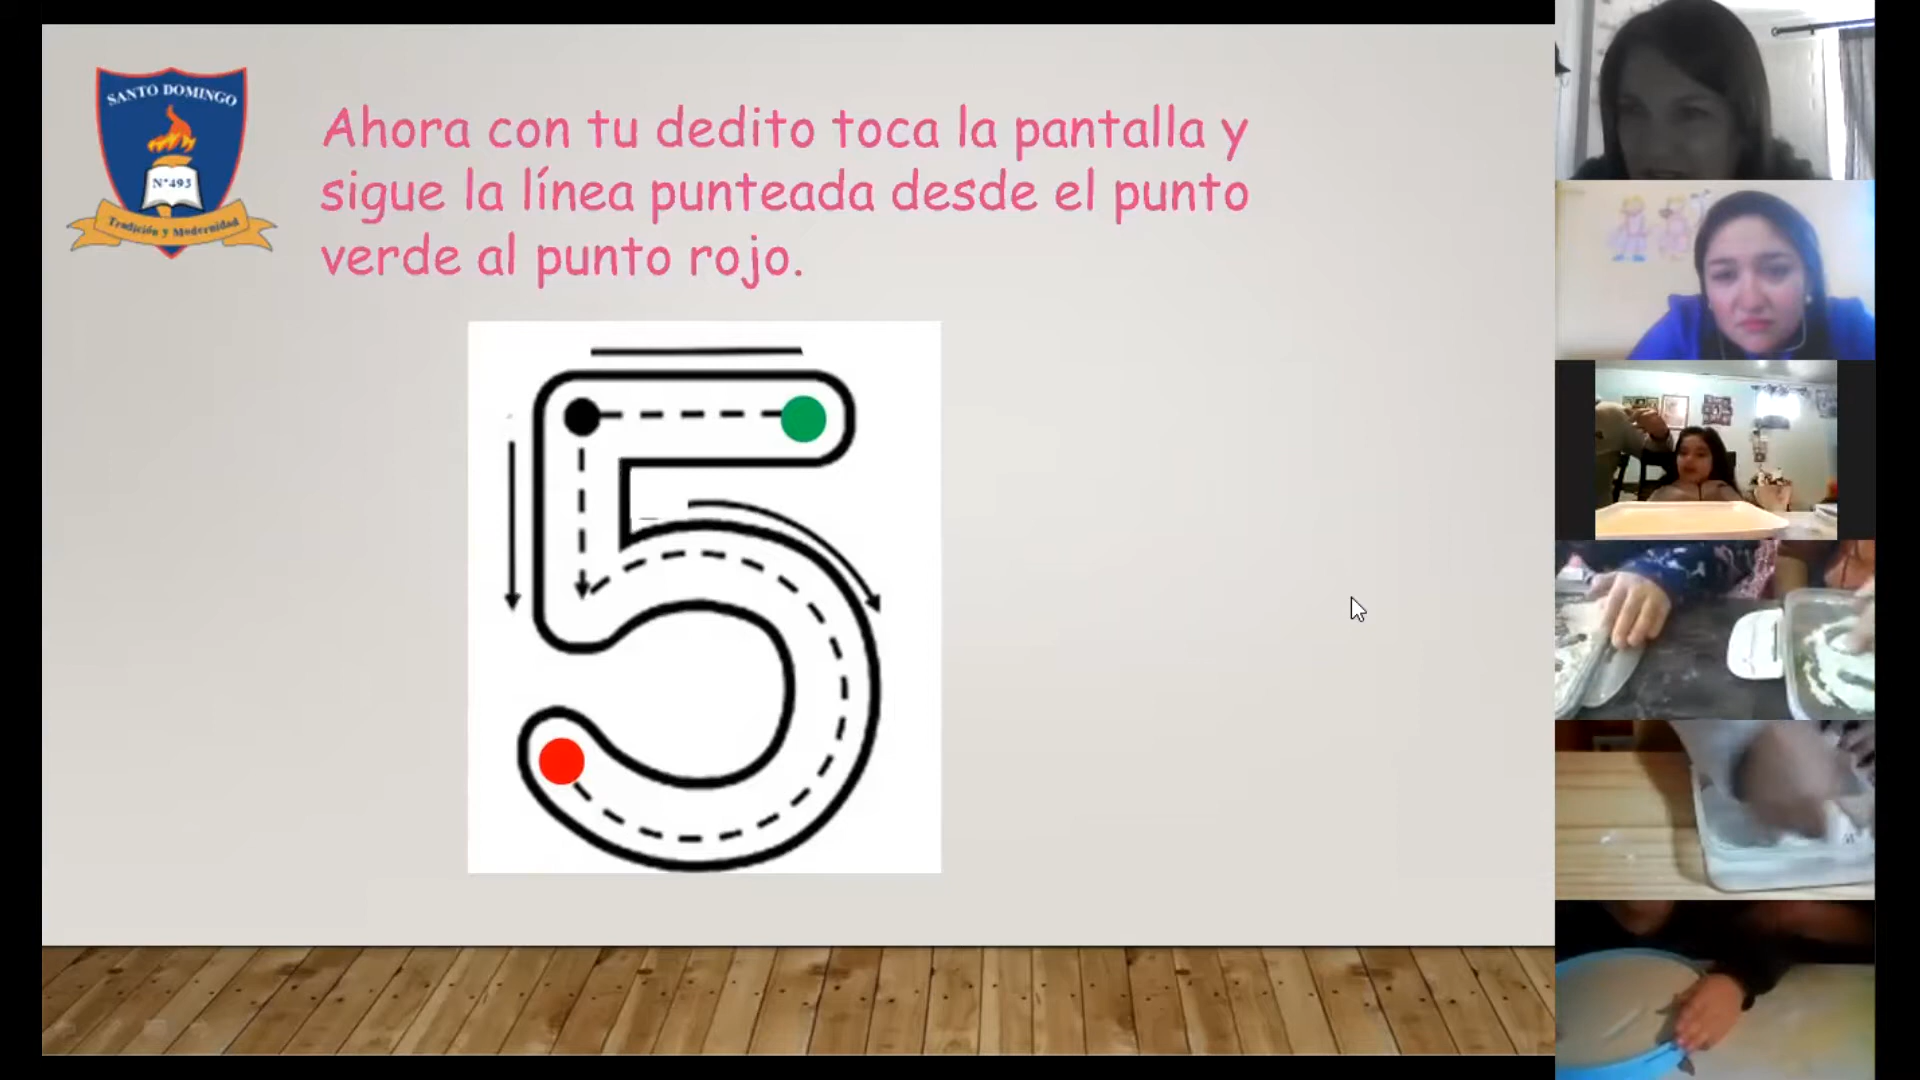 SANTO DOMINGO
N°493
Tradición y Modernidad
Ahora con tu dedito toca la pantalla y
sigue la línea punteada desde el punto
verde al punto rojo.
5